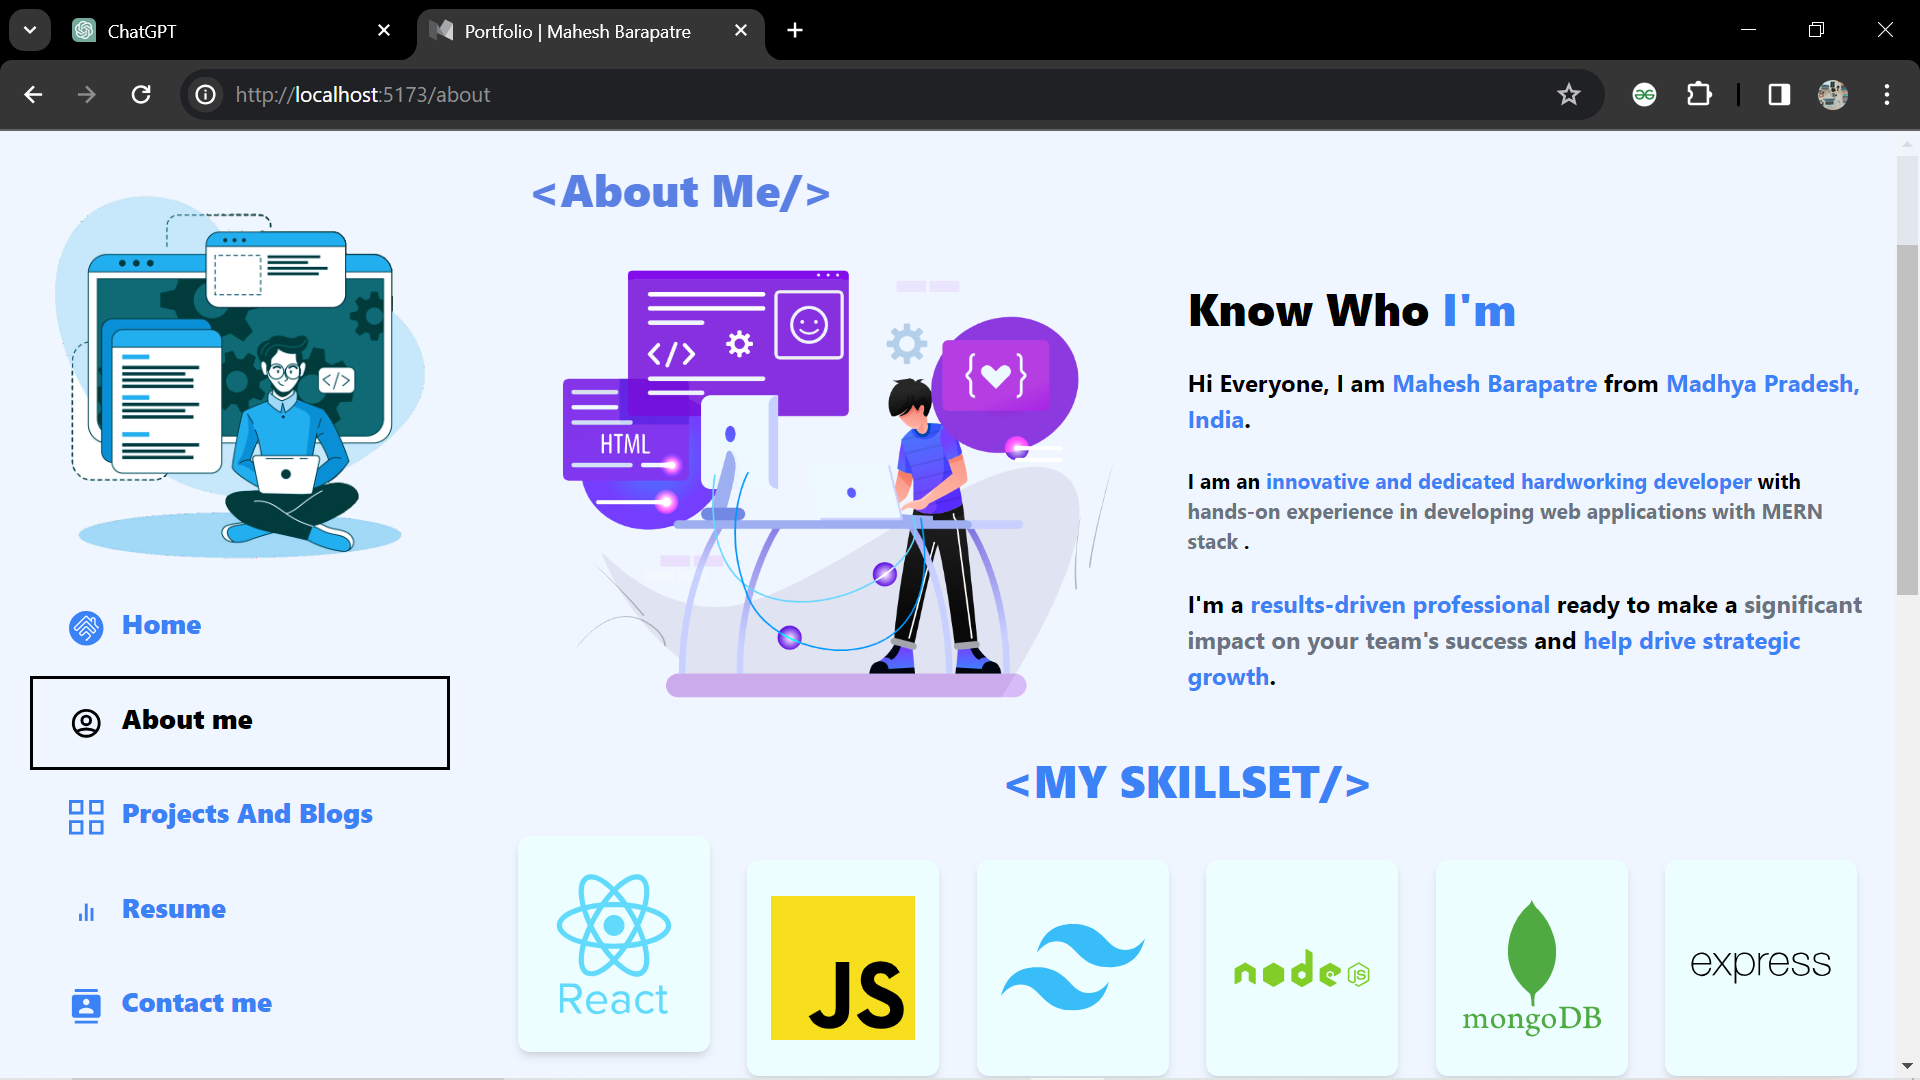 ChatGPT
Portfolio | Mahesh Barapatre
http://localhost:5173/about
<About Me/>
</>
HTML
</>
Know Who I'm
Hi Everyone, I am Mahesh Barapatre from Madhya Pradesh,
India.
I am an innovative and dedicated hardworking developer with
hands-on experience in developing web applications with MERN
stack .
I'm a results-driven professional ready to make a significant
impact on your team's success and help drive strategic
growth.
Home
About me
Projects And Blogs
Resume
Contact me
<MY SKILLSET/>
React
JS
node
JS
mongoDB
express